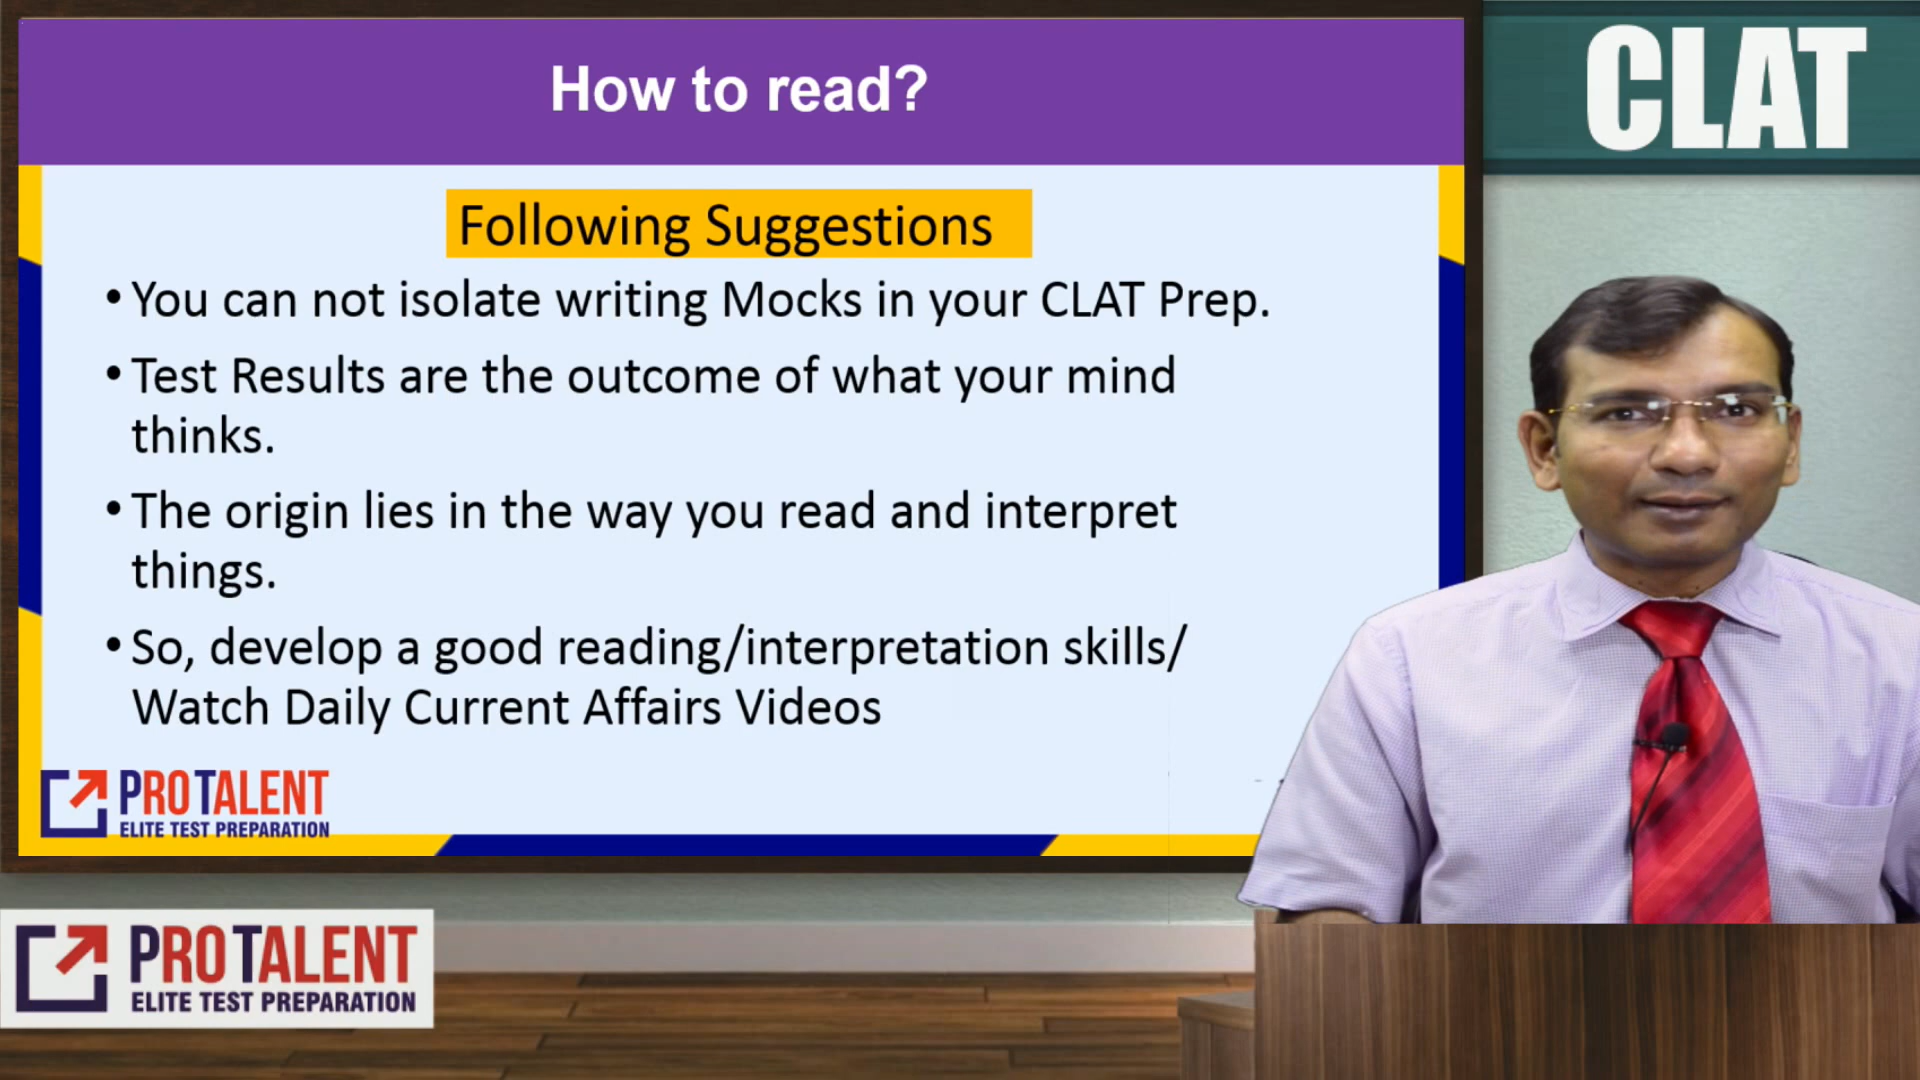 How to read?
CLAT
Following Suggestions
• You can not isolate writing Mocks in your CLAT Prep.
• Test Results are the outcome of what your mind
thinks.
• The origin lies in the way you read and interpret
things.
• So, develop a good reading/interpretation skills/
Watch Daily Current Affairs Videos
PROTALENT
ELITE TEST PREPARATION
PROTALENT
ELITE TEST PREPARATION